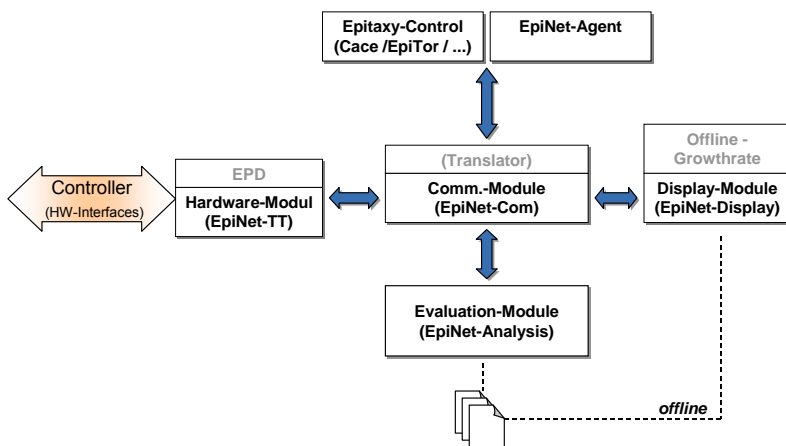 Epitaxy-Control
(Cace /EpiTor / ...)
EpiNet-Agent
Controller
(HW-Interfaces)
EPD
Hardware-Modul
(EpiNet-TT)
(Translator)
Comm.-Module
(EpiNet-Com)
Offline -
Growthrate
Display-Module
(EpiNet-Display)
Evaluation-Module
(EpiNet-Analysis)
offline